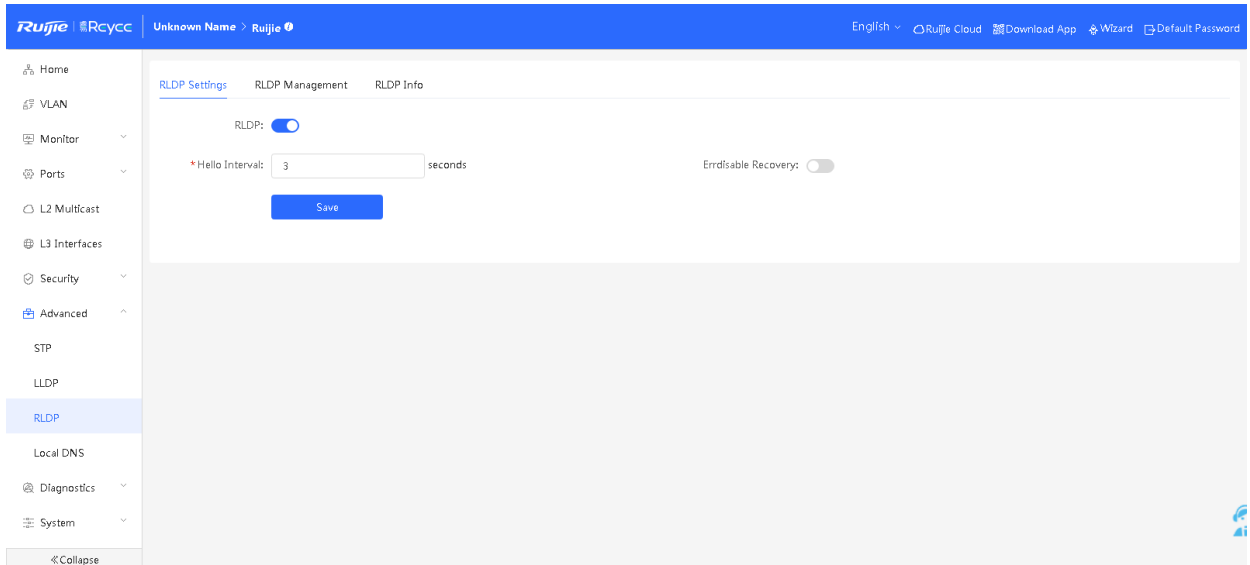 Ruijie | Rcycc Unknown Name > Ruijie English Ruijie Cloud Download App Wizard Default Password
Home
VLAN
Monitor
Ports
L2 Multicast
L3 Interfaces
Security
Advanced
STP
LLDP
RLDP
Local DNS
Diagnostics
System
«Collapse
RLDP Settings RLDP Management RLDP Info
RLDP:
* Hello Interval: 3 seconds Errdisable Recovery:
Save